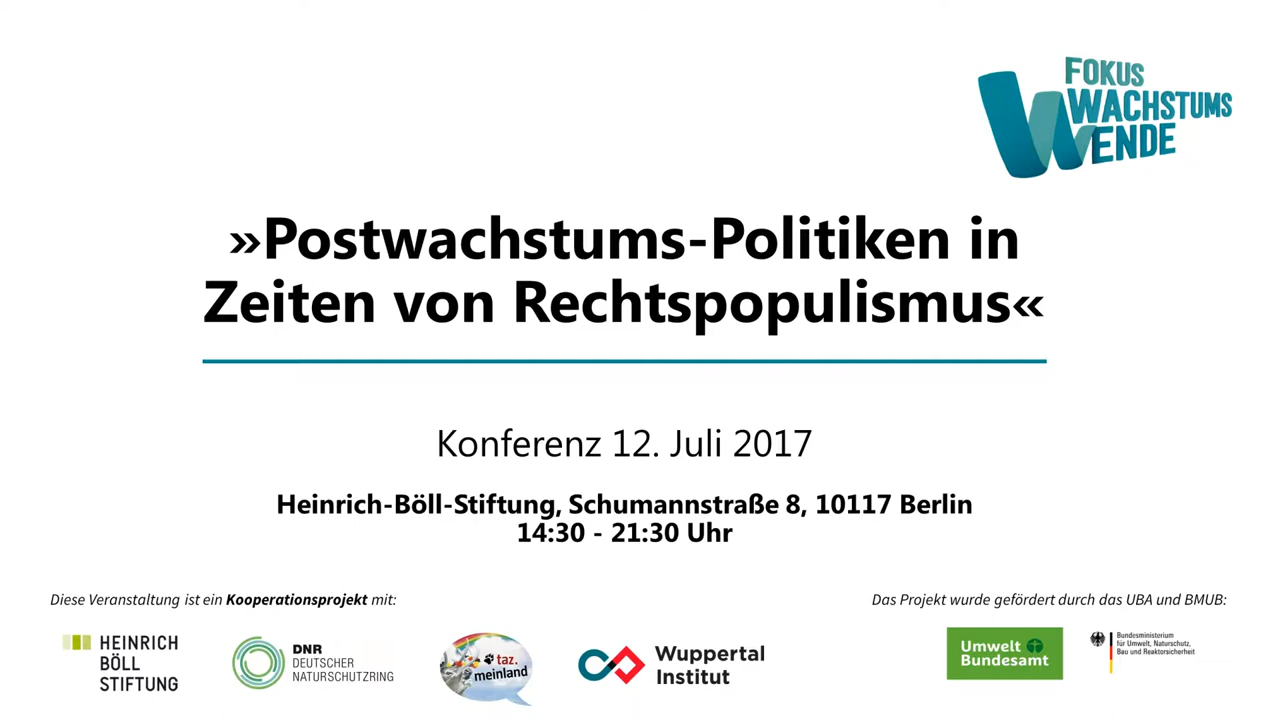 FOKUS
WACHSTUMS
WENDE
»Postwachstums-Politiken in
Zeiten von Rechtspopulismus«
Konferenz 12. Juli 2017
Heinrich-Böll-Stiftung, Schumannstraße 8, 10117 Berlin
14:30 - 21:30 Uhr
Diese Veranstaltung ist ein Kooperationsprojekt mit:
Das Projekt wurde gefördert durch das UBA und BMUB:
HEINRICH
BÖLL
STIFTUNG
DNR
DEUTSCHER
NATURSCHUTZRING
taz.
meinland
Wuppertal
Institut
Umwelt
Bundesamt
Bundesministerium
für Umwelt, Naturschutz,
Bau und Reaktorsicherheit